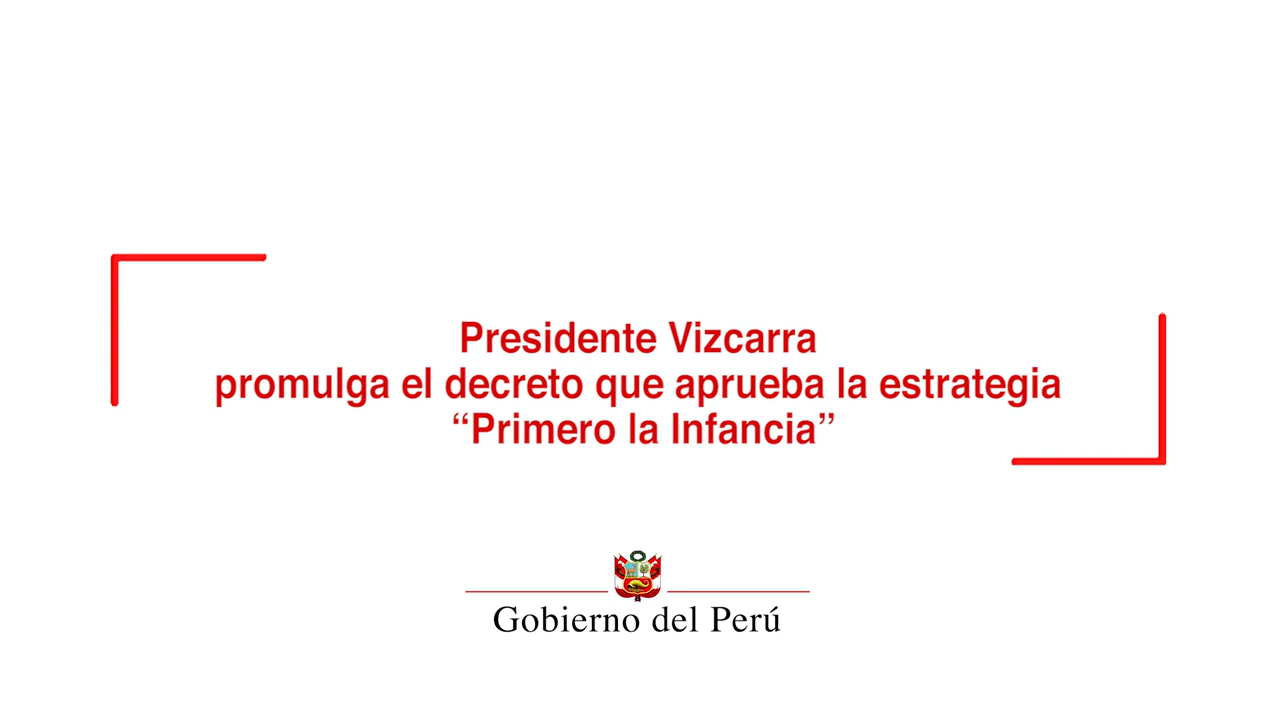 Presidente Vizcarra
promulga el decreto que aprueba la estrategia
“Primero la Infancia”
Gobierno del Perú